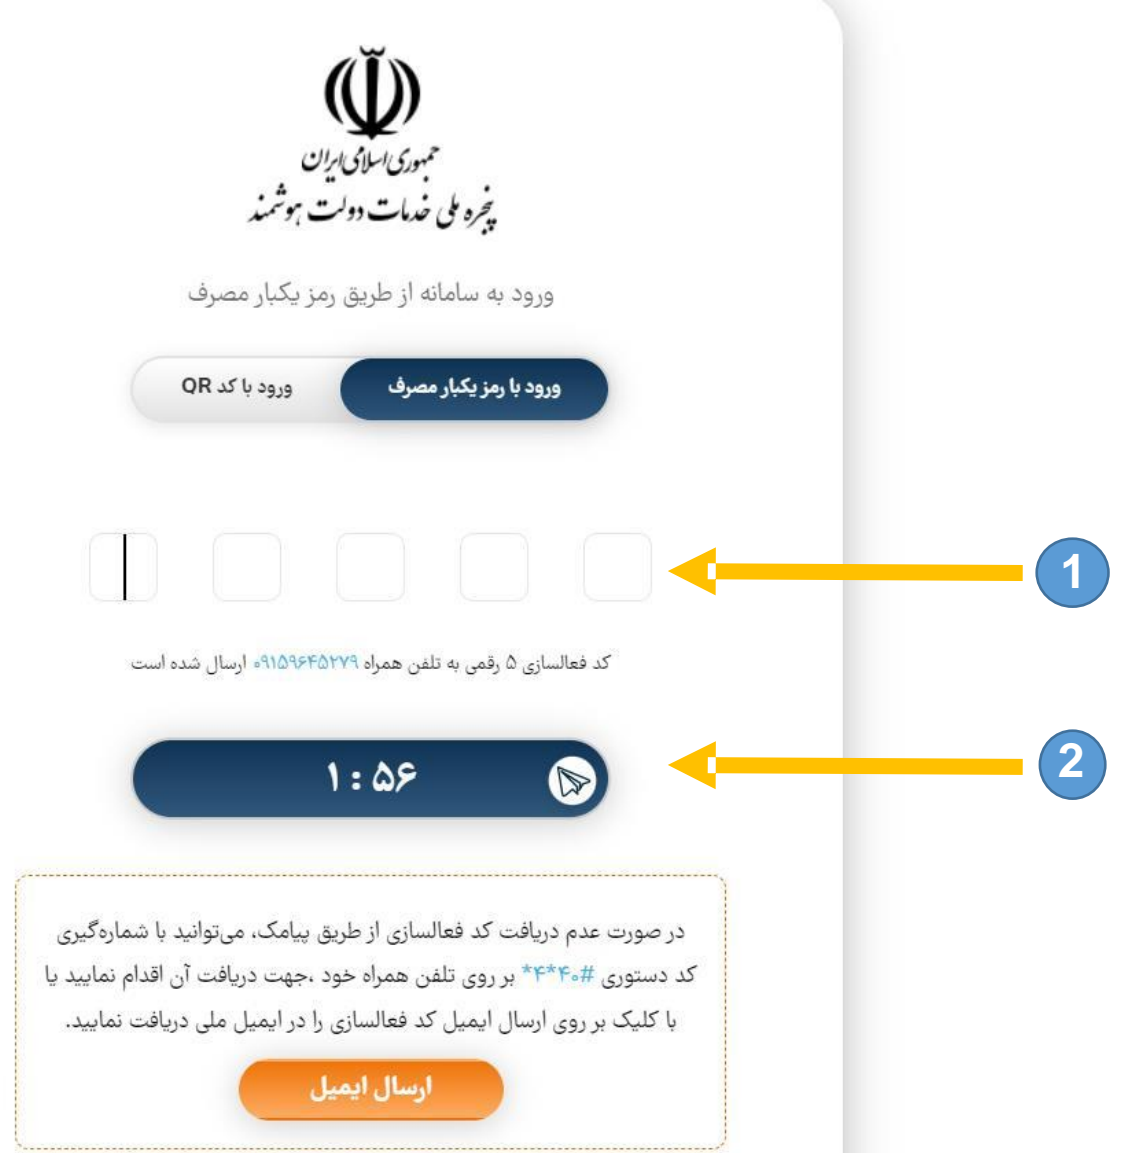 جمهوری اسلامی ایران
پنجره ملی خدمات دولت هوشمند
ورود به سامانه از طریق رمز یکبار مصرف
ورود با رمز یکبار مصرف
ورود با کد QR
1
کد فعالسازی ۵ رقمی به تلفن همراه ۰۹۱۵۹۶۴۵۲۷۹ ارسال شده است
۱ : ۵۶
2
در صورت عدم دریافت کد فعالسازی از طریق پیامک، می‌توانید با شماره‌گیری
کد دستوری #۴۰*۴* بر روی تلفن همراه خود ،جهت دریافت آن اقدام نمایید یا
با کلیک بر روی ارسال ایمیل کد فعالسازی را در ایمیل ملی دریافت نمایید.
ارسال ایمیل